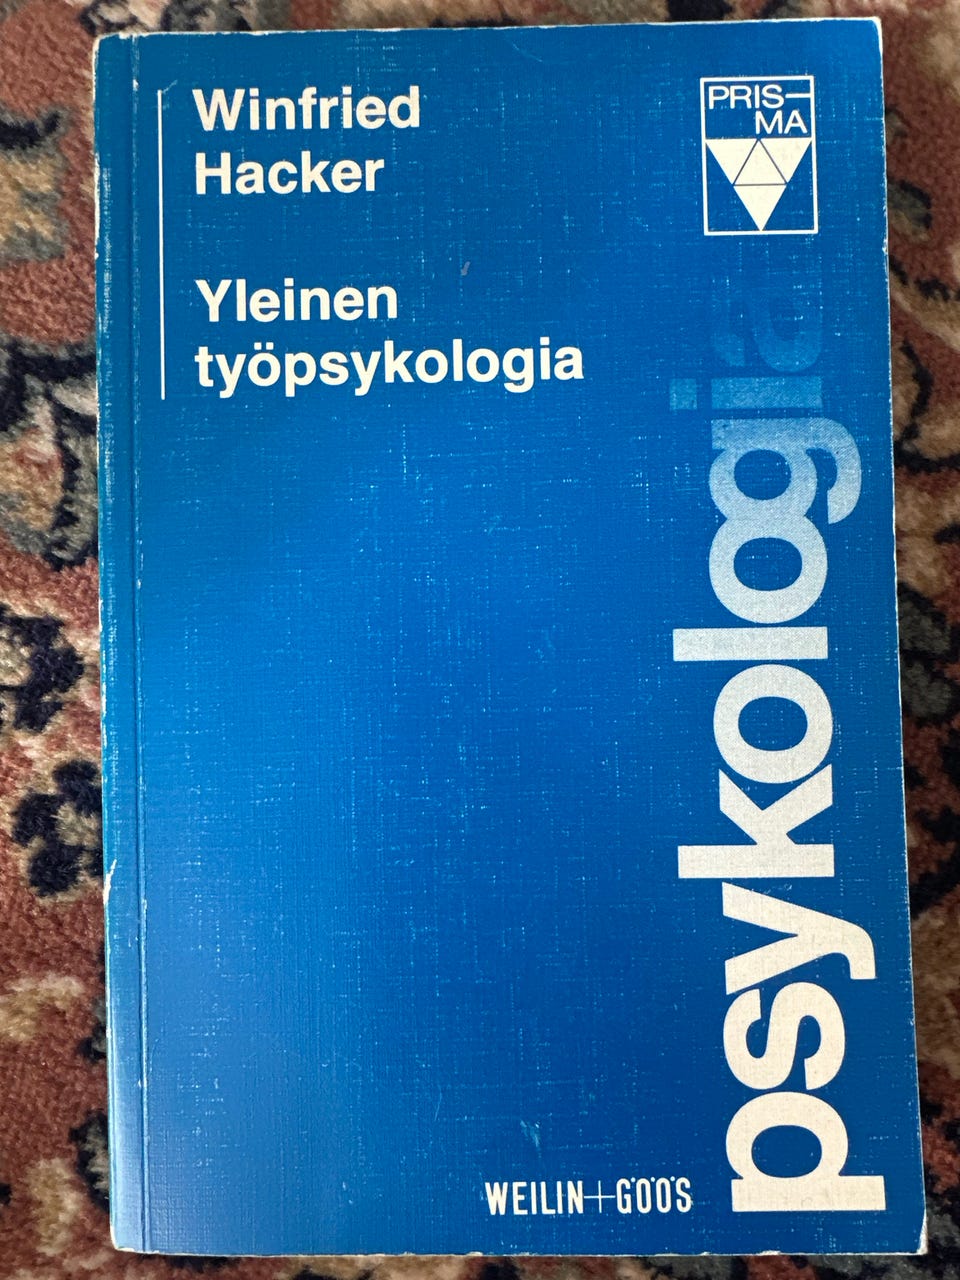 Winfried
Hacker
Yleinen
työpsykologia
PRIS-
MA
psykologia
WEILIN+GÖÖS